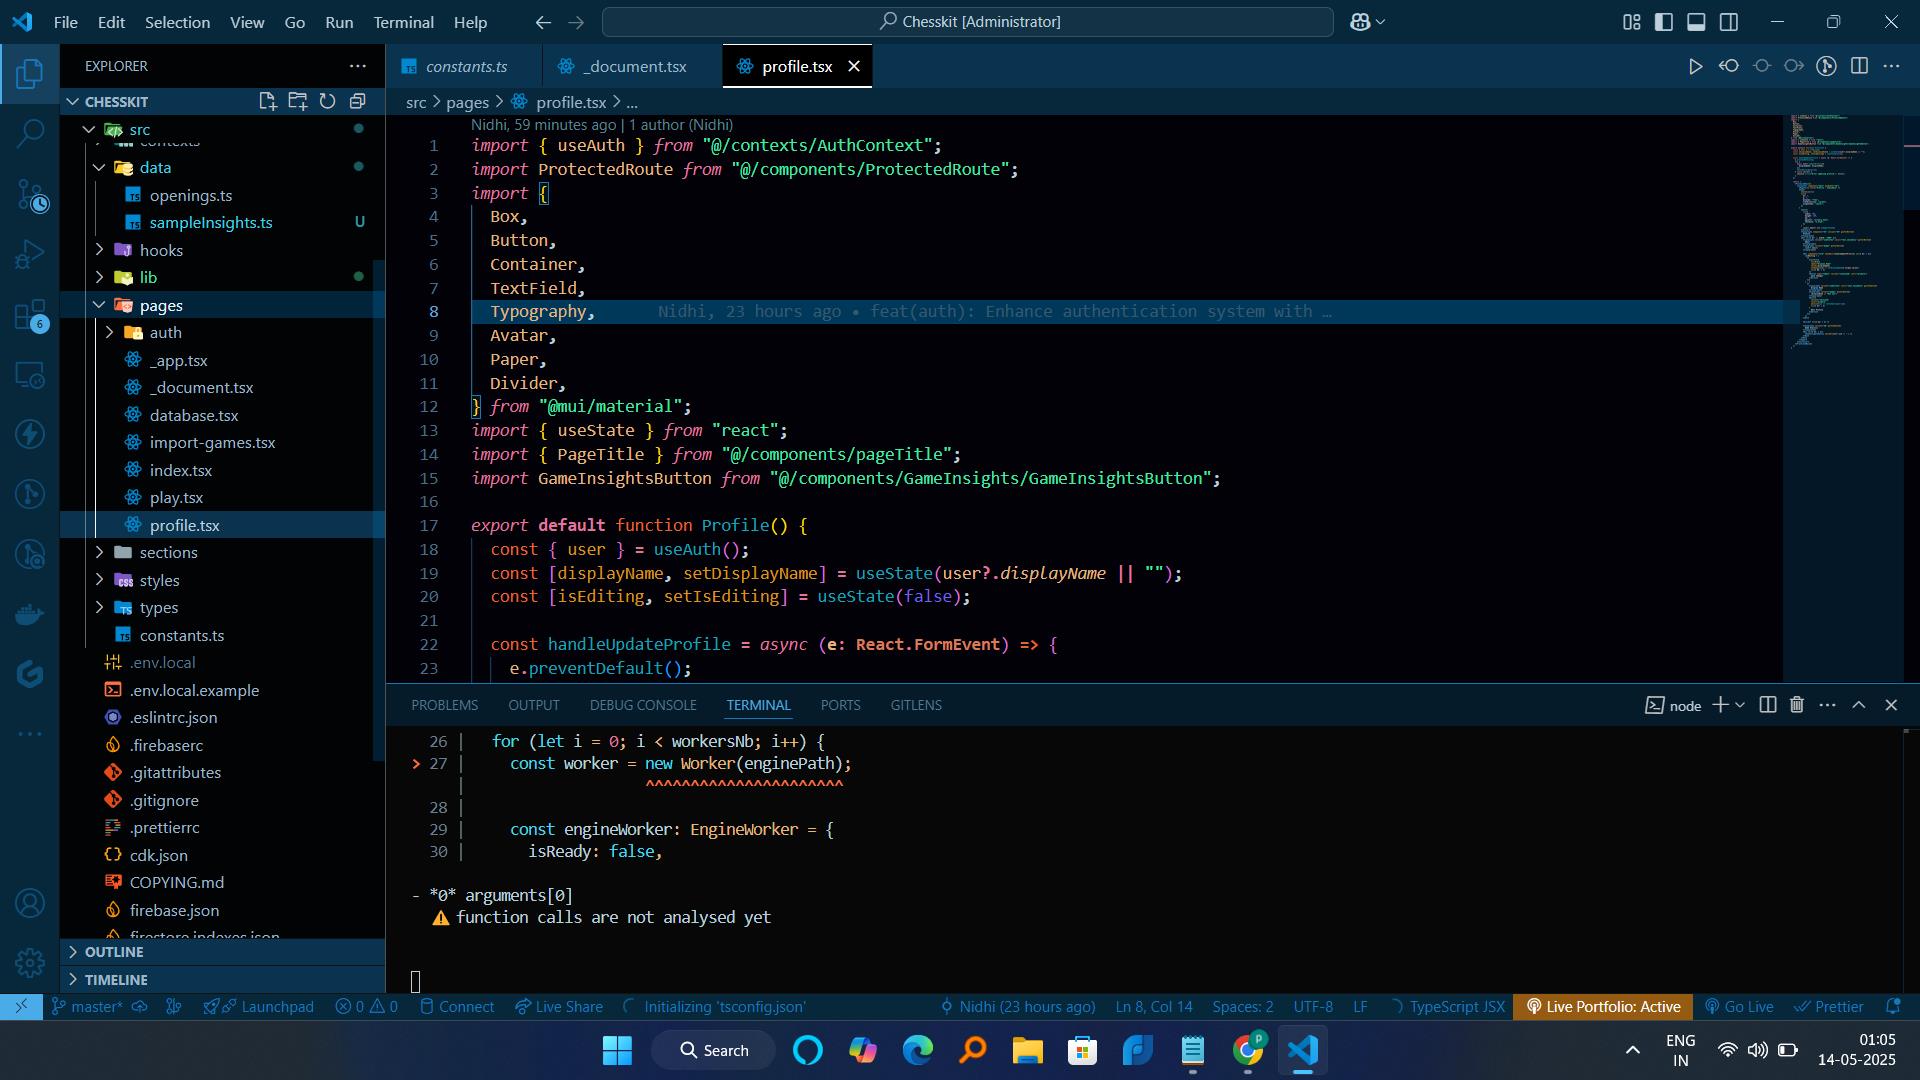 File Edit Selection View Go Run Terminal Help
Chesskit [Administrator]
EXPLORER
CHESSKIT
src
contexts
data
openings.ts
sampleInsights.ts U
hooks
lib
pages
auth
_app.tsx
_document.tsx
database.tsx
import-games.tsx
index.tsx
play.tsx
profile.tsx
sections
styles
types
constants.ts
.env.local
.env.local.example
.eslintrc.json
.firebaserc
.gitattributes
.gitignore
.prettierrc
cdk.json
COPYING.md
firebase.json
firestore.indexes.json
OUTLINE
TIMELINE
6
constants.ts _document.tsx profile.tsx
src > pages > profile.tsx > ...
Nidhi, 59 minutes ago | 1 author (Nidhi)
1 import { useAuth } from "@/contexts/AuthContext";
2 import ProtectedRoute from "@/components/ProtectedRoute";
3 import {
4 Box,
5 Button,
6 Container,
7 TextField,
8 Typography, Nidhi, 23 hours ago • feat(auth): Enhance authentication system with …
9 Avatar,
10 Paper,
11 Divider,
12 } from "@mui/material";
13 import { useState } from "react";
14 import { PageTitle } from "@/components/pageTitle";
15 import GameInsightsButton from "@/components/GameInsights/GameInsightsButton";
16
17 export default function Profile() {
18 const { user } = useAuth();
19 const [displayName, setDisplayName] = useState(user?.displayName || "");
20 const [isEditing, setIsEditing] = useState(false);
21
22 const handleUpdateProfile = async (e: React.FormEvent) => {
23 e.preventDefault();
PROBLEMS OUTPUT DEBUG CONSOLE TERMINAL PORTS GITLENS
node
26 | for (let i = 0; i < workersNb; i++) {
> 27 | const worker = new Worker(enginePath);
| ^^^^^^^^^^^^^^^^^^^^^^
28 |
29 | const engineWorker: EngineWorker = {
30 | isReady: false,
- *0* arguments[0]
⚠ function calls are not analysed yet
master* Launchpad 0 0 Connect Live Share Initializing 'tsconfig.json' Nidhi (23 hours ago) Ln 8, Col 14 Spaces: 2 UTF-8 LF TypeScript JSX Live Portfolio: Active Go Live Prettier
Search
P
ENG
IN
01:05
14-05-2025